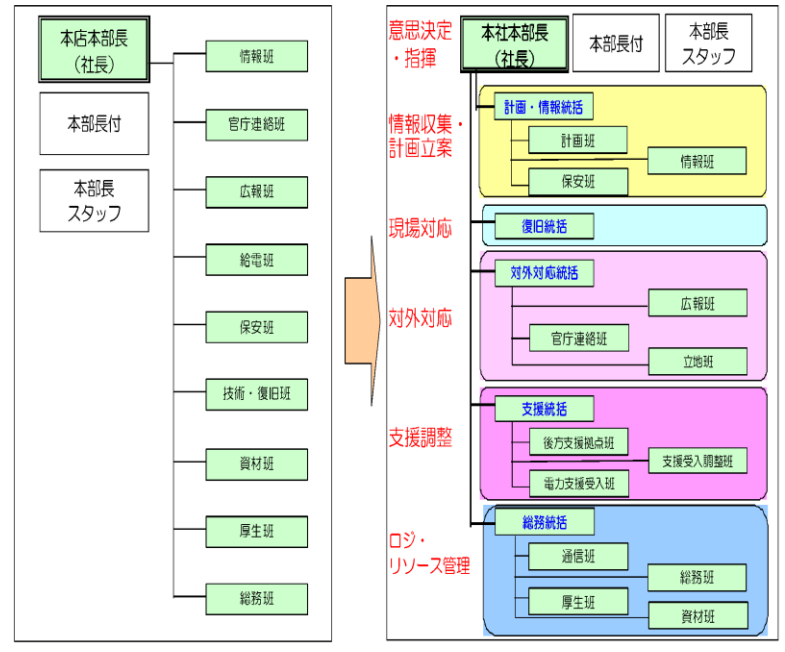 本店本部長
（社長）
本部長付
本部長
スタッフ
情報班
官庁連絡班
広報班
給電班
保安班
技術・復旧班
資材班
厚生班
総務班
意思決定
・指揮
本社本部長
（社長）
本部長付
本部長
スタッフ
情報収集・
計画立案
計画・情報統括
計画班
情報班
保安班
現場対応
復旧統括
対外対応
対外対応統括
広報班
官庁連絡班
立地班
支援調整
支援統括
後方支援拠点班
支援受入調整班
電力支援受入班
ロジ・
リソース管理
総務統括
通信班
総務班
厚生班
資材班